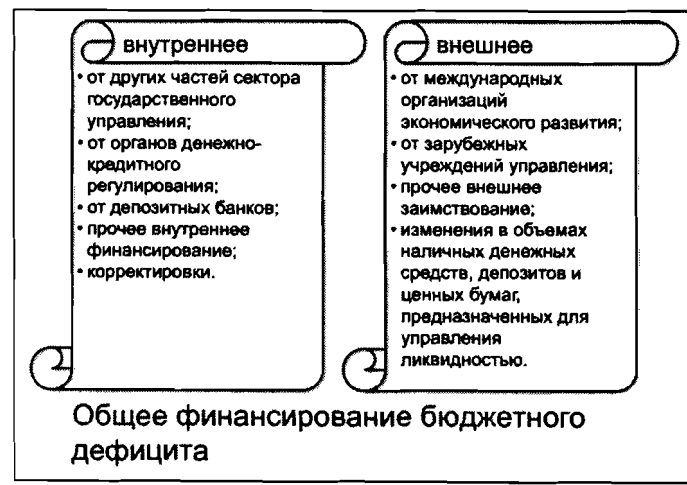 внутреннее
• от других частей сектора
государственного
управления;
• от органов денежно-
кредитного
регулирования;
• от депозитных банков;
• прочее внутреннее
финансирование;
• корректировки.
внешнее
• от международных
организаций
экономического развития;
• от зарубежных
учреждений управления;
• прочее внешнее
заимствование;
• изменения в объемах
наличных денежных
средств, депозитов и
ценных бумаг,
предназначенных для
управления
ликвидностью.
Общее финансирование бюджетного
дефицита